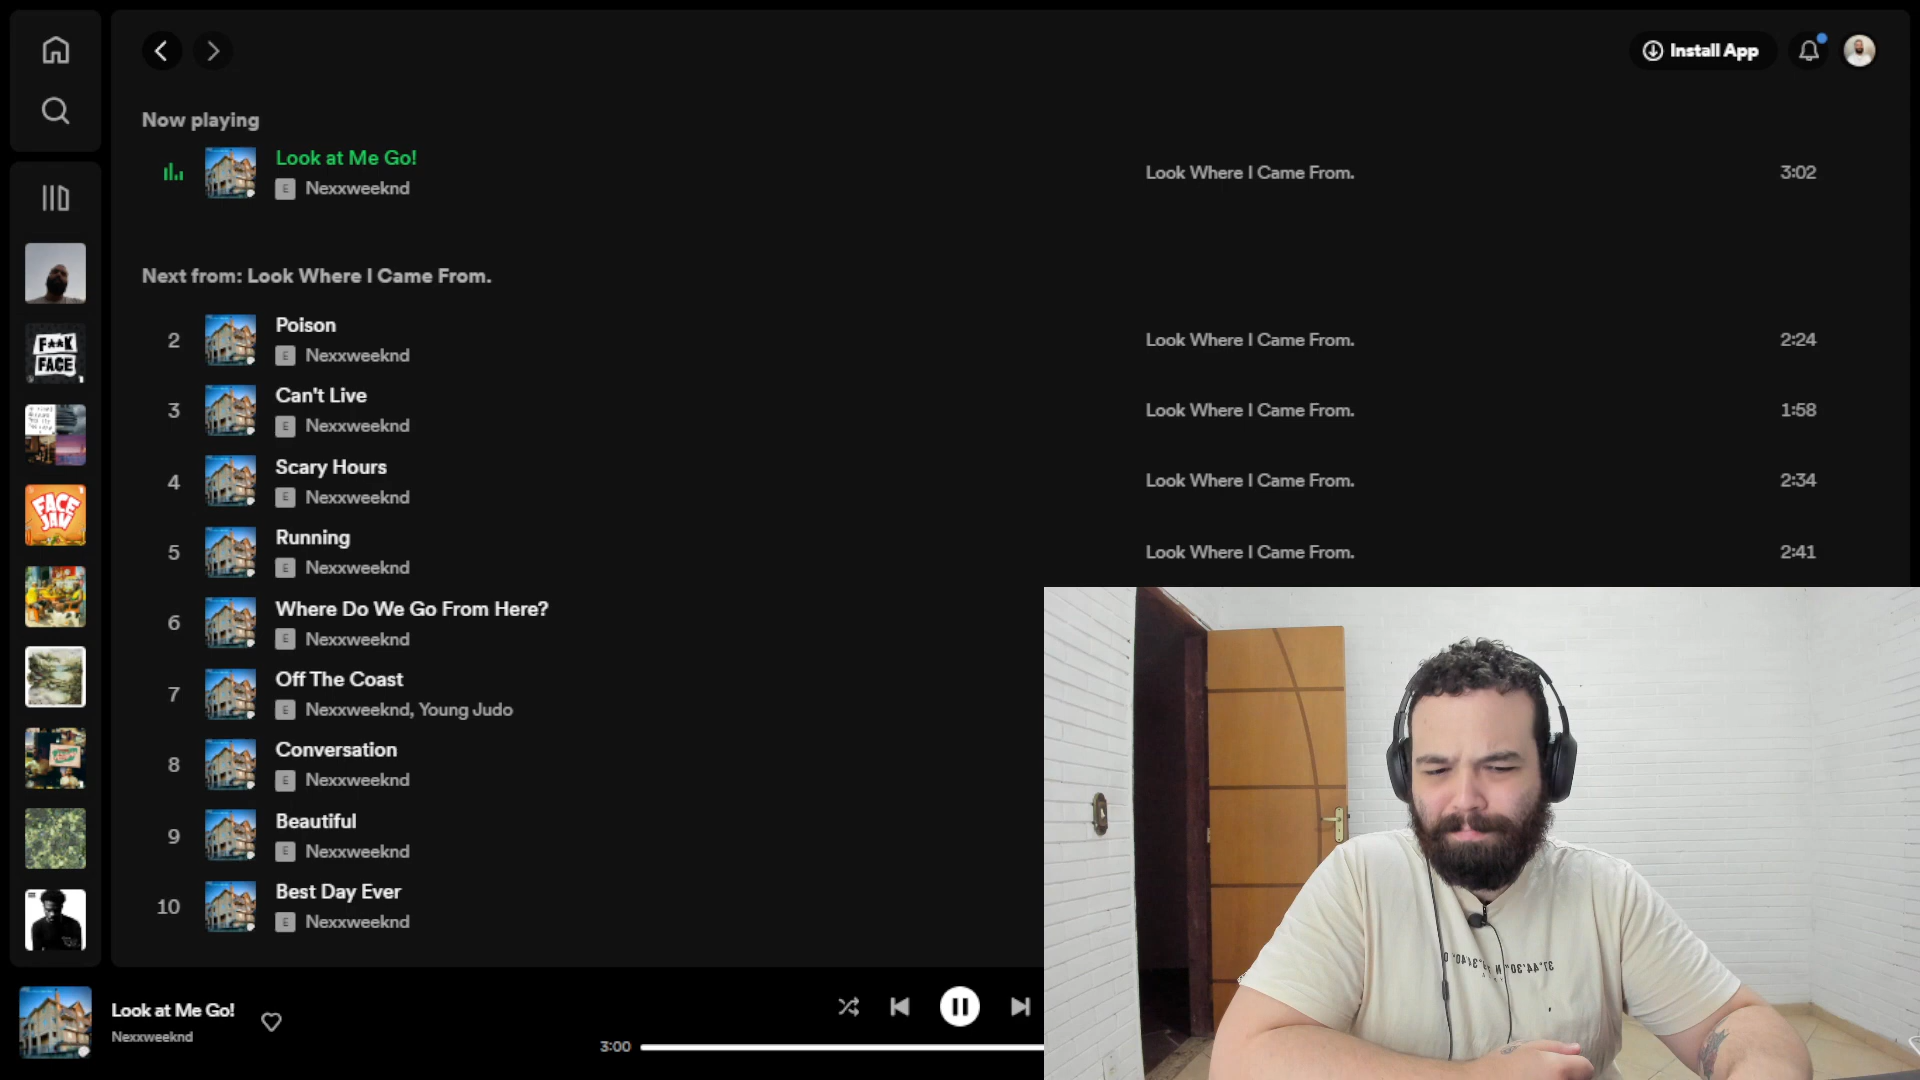 Install App
Now playing
Look at Me Go!
E Nexxweeknd
Look Where I Came From.
3:02
Next from: Look Where I Came From.
2
Poison
E Nexxweeknd
Look Where I Came From.
2:24
3
Can't Live
E Nexxweeknd
Look Where I Came From.
1:58
4
Scary Hours
E Nexxweeknd
Look Where I Came From.
2:34
5
Running
E Nexxweeknd
Look Where I Came From.
2:41
6
Where Do We Go From Here?
E Nexxweeknd
7
Off The Coast
E Nexxweeknd, Young Judo
8
Conversation
E Nexxweeknd
9
Beautiful
E Nexxweeknd
10
Best Day Ever
E Nexxweeknd
F**K
FACE
FACE
JAM
Look at Me Go!
Nexxweeknd
3:00